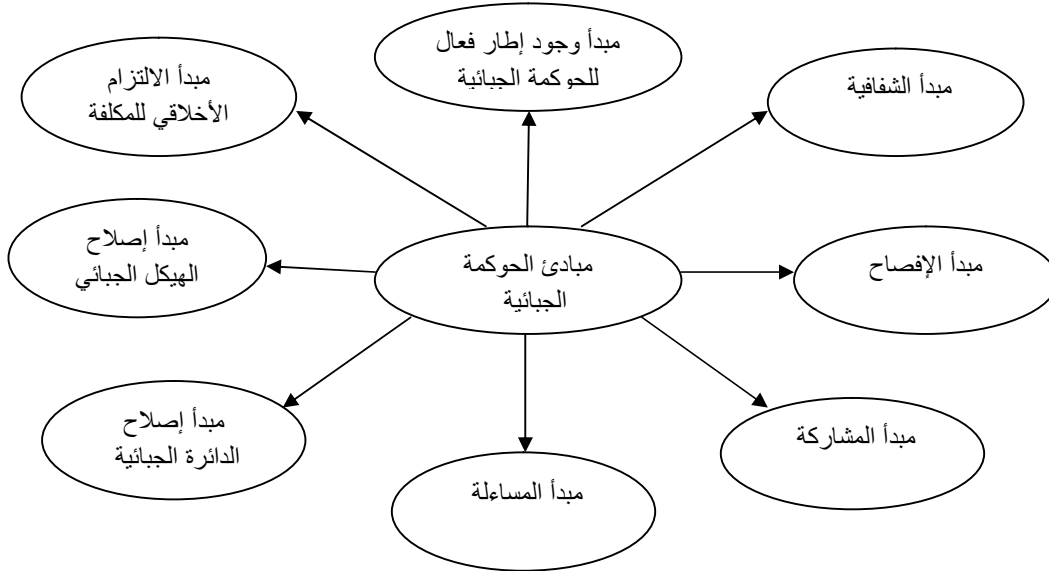 مبدأ وجود إطار فعال
للحوكمة الجبائية
مبدأ الشفافية
مبدأ الالتزام
الأخلاقي للمكلفة
مبدأ إصلاح
الهيكل الجبائي
مبادئ الحوكمة
الجبائية
مبدأ الإفصاح
مبدأ إصلاح
الدائرة الجبائية
مبدأ المساءلة
مبدأ المشاركة